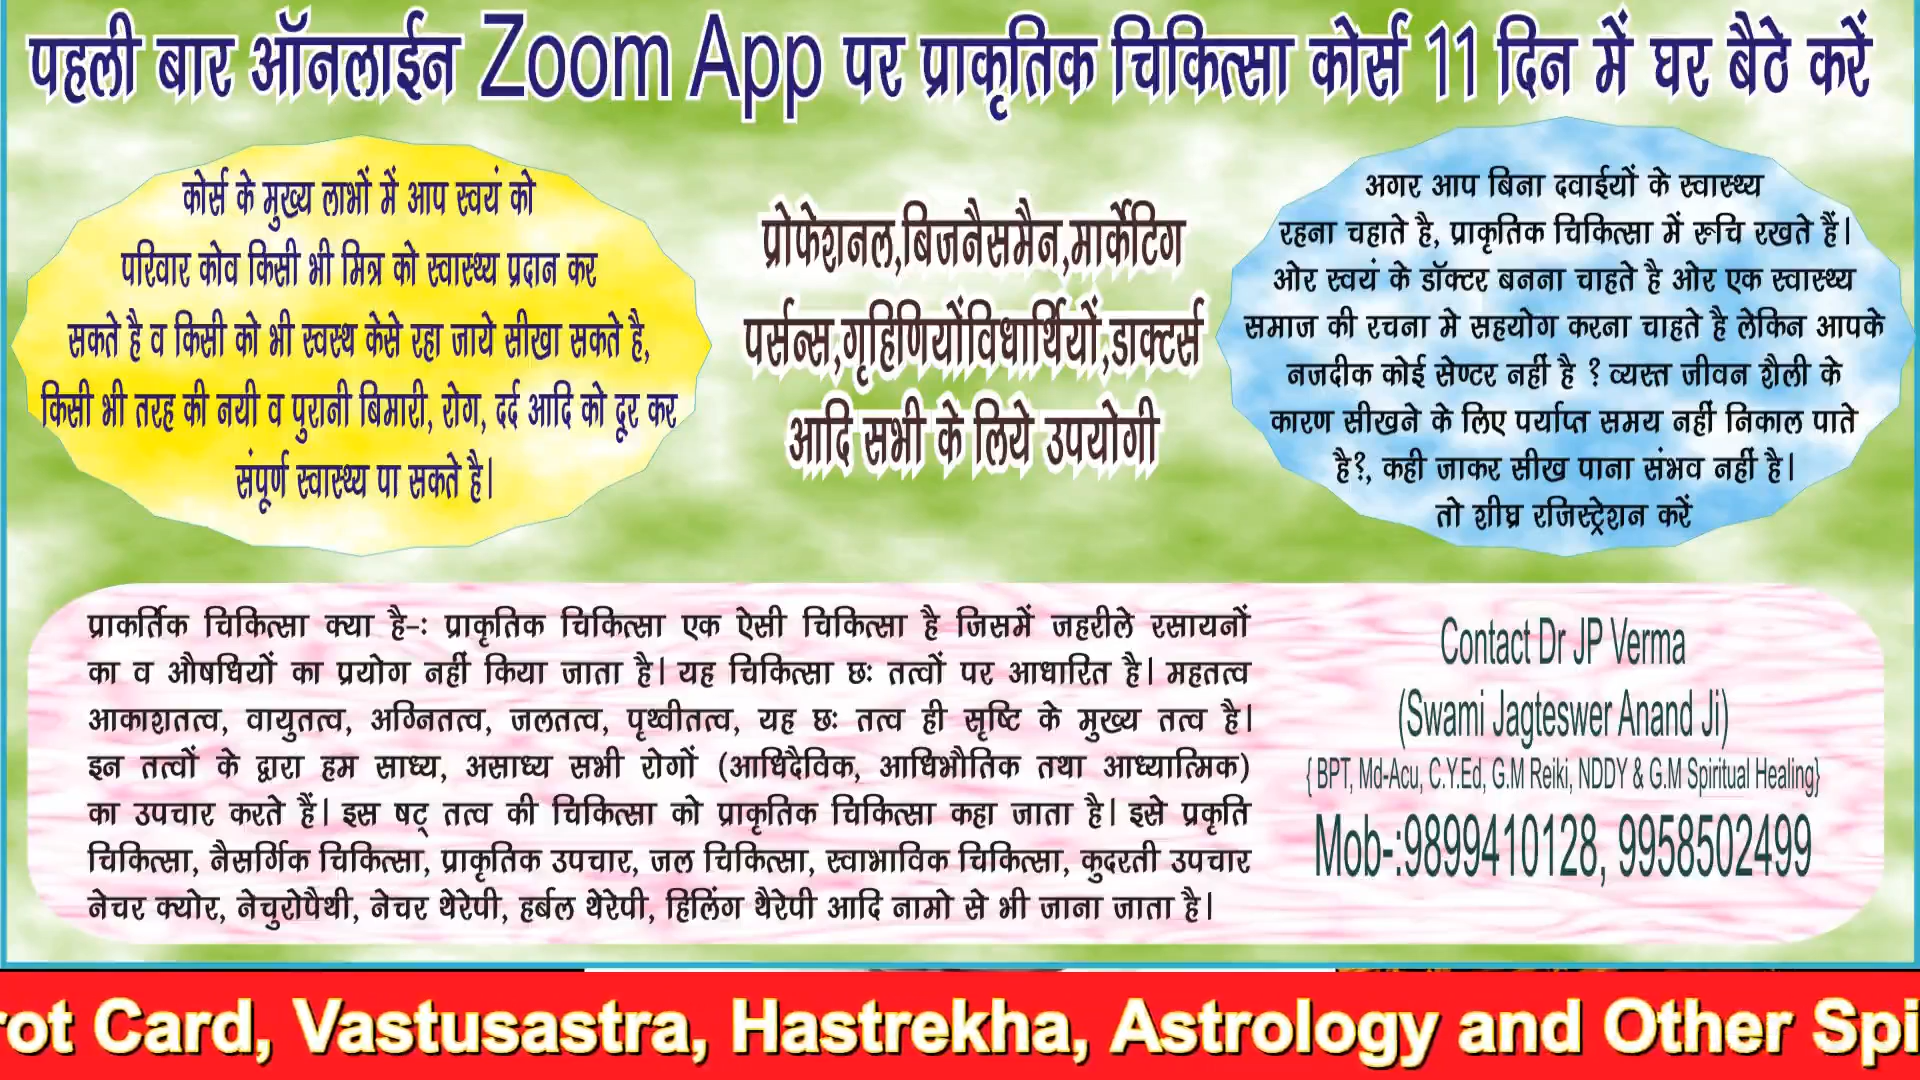 पहली बार ऑनलाईन Zoom App पर प्राकृतिक चिकित्सा कोर्स 11 दिन में घर बैठे करें
कोर्स के मुख्य लाभों में आप स्वयं को
परिवार कोव किसी भी मित्र को स्वास्थ्य प्रदान कर
सकते है व किसी को भी स्वस्थ केसे रहा जाये सीखा सकते है,
किसी भी तरह की नयी व पुरानी बिमारी, रोग, दर्द आदि को दूर कर
संपूर्ण स्वास्थ्य पा सकते है।
प्रोफेशनल,बिजनैसमैन,मार्केटिग
पर्सन्स,गृहिणियोंविधार्थियों,डाक्टर्स
आदि सभी के लिये उपयोगी
अगर आप बिना दवाईयों के स्वास्थ्य
रहना चहाते है, प्राकृतिक चिकित्सा में रूचि रखते हैं।
ओर स्वयं के डॉक्टर बनना चाहते है ओर एक स्वास्थ्य
समाज की रचना मे सहयोग करना चाहते है लेकिन आपके
नजदीक कोई सेण्टर नहीं है ? व्यस्त जीवन शैली के
कारण सीखने के लिए पर्याप्त समय नहीं निकाल पाते
है?, कही जाकर सीख पाना संभव नहीं है।
तो शीघ्र रजिस्ट्रेशन करें
प्राकर्तिक चिकित्सा क्या है-: प्राकृतिक चिकित्सा एक ऐसी चिकित्सा है जिसमें जहरीले रसायनों
का व औषधियों का प्रयोग नहीं किया जाता है। यह चिकित्सा छः तत्वों पर आधारित है। महतत्व
आकाशतत्व, वायुतत्व, अग्नितत्व, जलतत्व, पृथ्वीतत्व, यह छः तत्व ही सृष्टि के मुख्य तत्व है।
इन तत्वों के द्वारा हम साध्य, असाध्य सभी रोगों (आधिदैविक, आधिभौतिक तथा आध्यात्मिक)
का उपचार करते हैं। इस षट् तत्व की चिकित्सा को प्राकृतिक चिकित्सा कहा जाता है। इसे प्रकृति
चिकित्सा, नैसर्गिक चिकित्सा, प्राकृतिक उपचार, जल चिकित्सा, स्वाभाविक चिकित्सा, कुदरती उपचार
नेचर क्योर, नेचुरोपैथी, नेचर थेरेपी, हर्बल थेरेपी, हिलिंग थैरेपी आदि नामो से भी जाना जाता है।
Contact Dr JP Verma
(Swami Jagteswer Anand Ji)
{ BPT, Md-Acu, C.Y.Ed, G.M Reiki, NDDY & G.M Spiritual Healing}
Mob-:9899410128, 9958502499
rot Card, Vastusastra, Hastrekha, Astrology and Other Spi